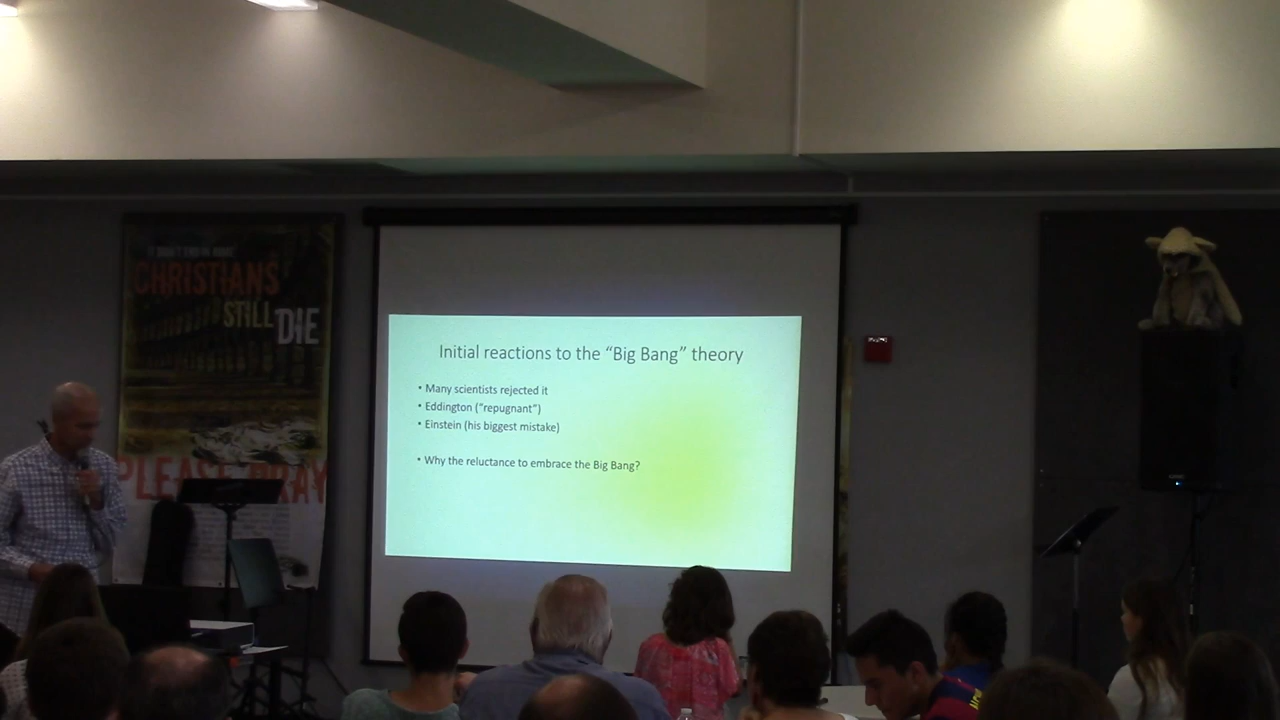 CHRISTIANS
STILL
DIE
PLEASE PRAY
Initial reactions to the “Big Bang” theory
• Many scientists rejected it
• Eddington (“repugnant”)
• Einstein (his biggest mistake)
• Why the reluctance to embrace the Big Bang?